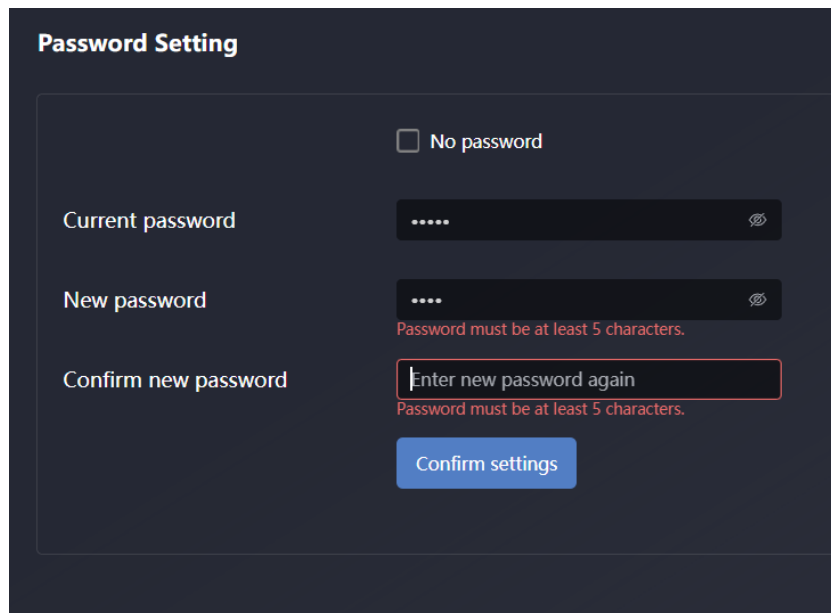 Password Setting
No password
Current password •••••
New password ••••
Password must be at least 5 characters.
Confirm new password Enter new password again
Password must be at least 5 characters.
Confirm settings